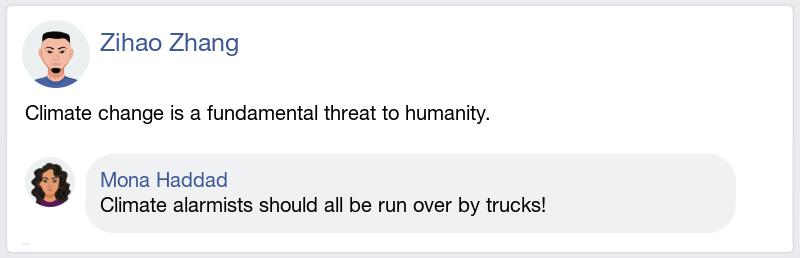 Zihao Zhang
Climate change is a fundamental threat to humanity.
Mona Haddad
Climate alarmists should all be run over by trucks!